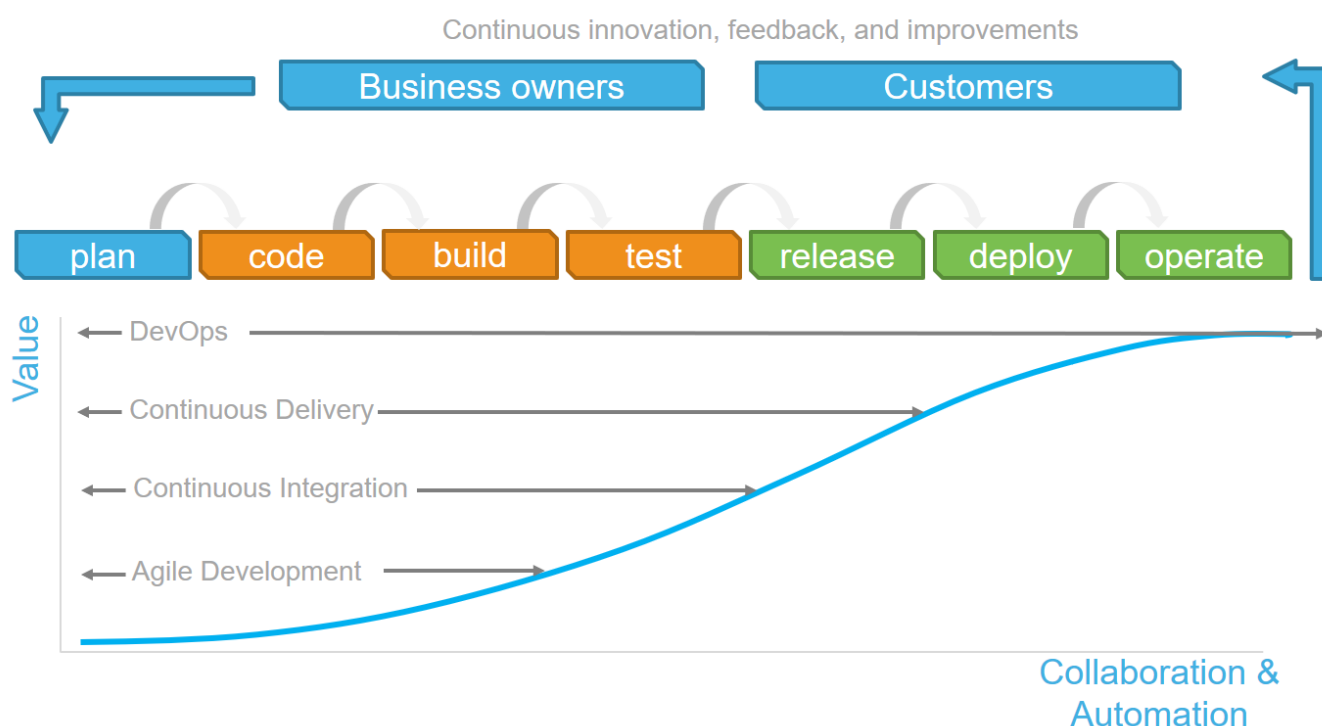 Continuous innovation, feedback, and improvements
Business owners
Customers
plan
code
build
test
release
deploy
operate
Value
DevOps
Continuous Delivery
Continuous Integration
Agile Development
Collaboration &
Automation